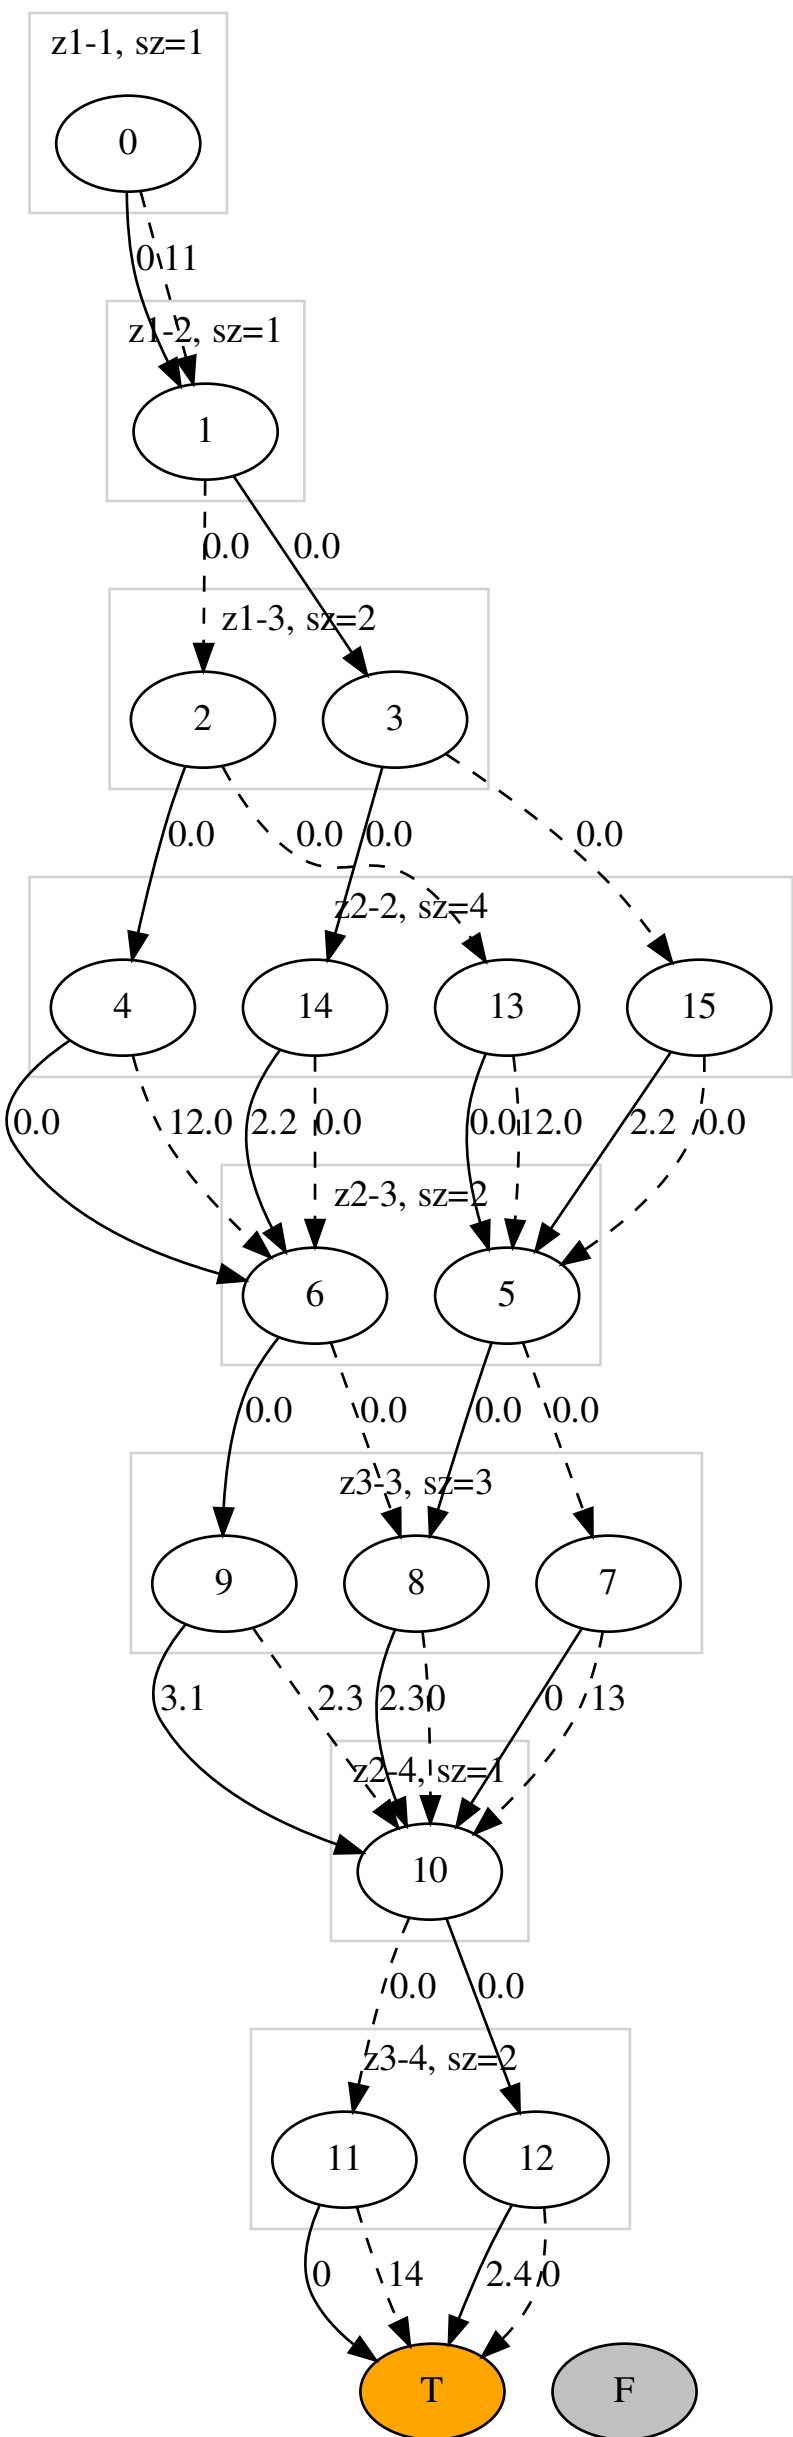 z1-1, sz=1
0
0 11
z1-2, sz=1
1
0.0 0.0
z1-3, sz=2
2 3
0.0 0.0 0.0 0.0
z2-2, sz=4
4 14 13 15
0.0 12.0 2.2 0.0 0.0 12.0 2.2 0.0
z2-3, sz=2
6 5
0.0 0.0 0.0 0.0
z3-3, sz=3
9 8 7
3.1 2.3 2.3 0 0 13
z2-4, sz=1
10
0.0 0.0
z3-4, sz=2
11 12
0 14 2.4 0
T F